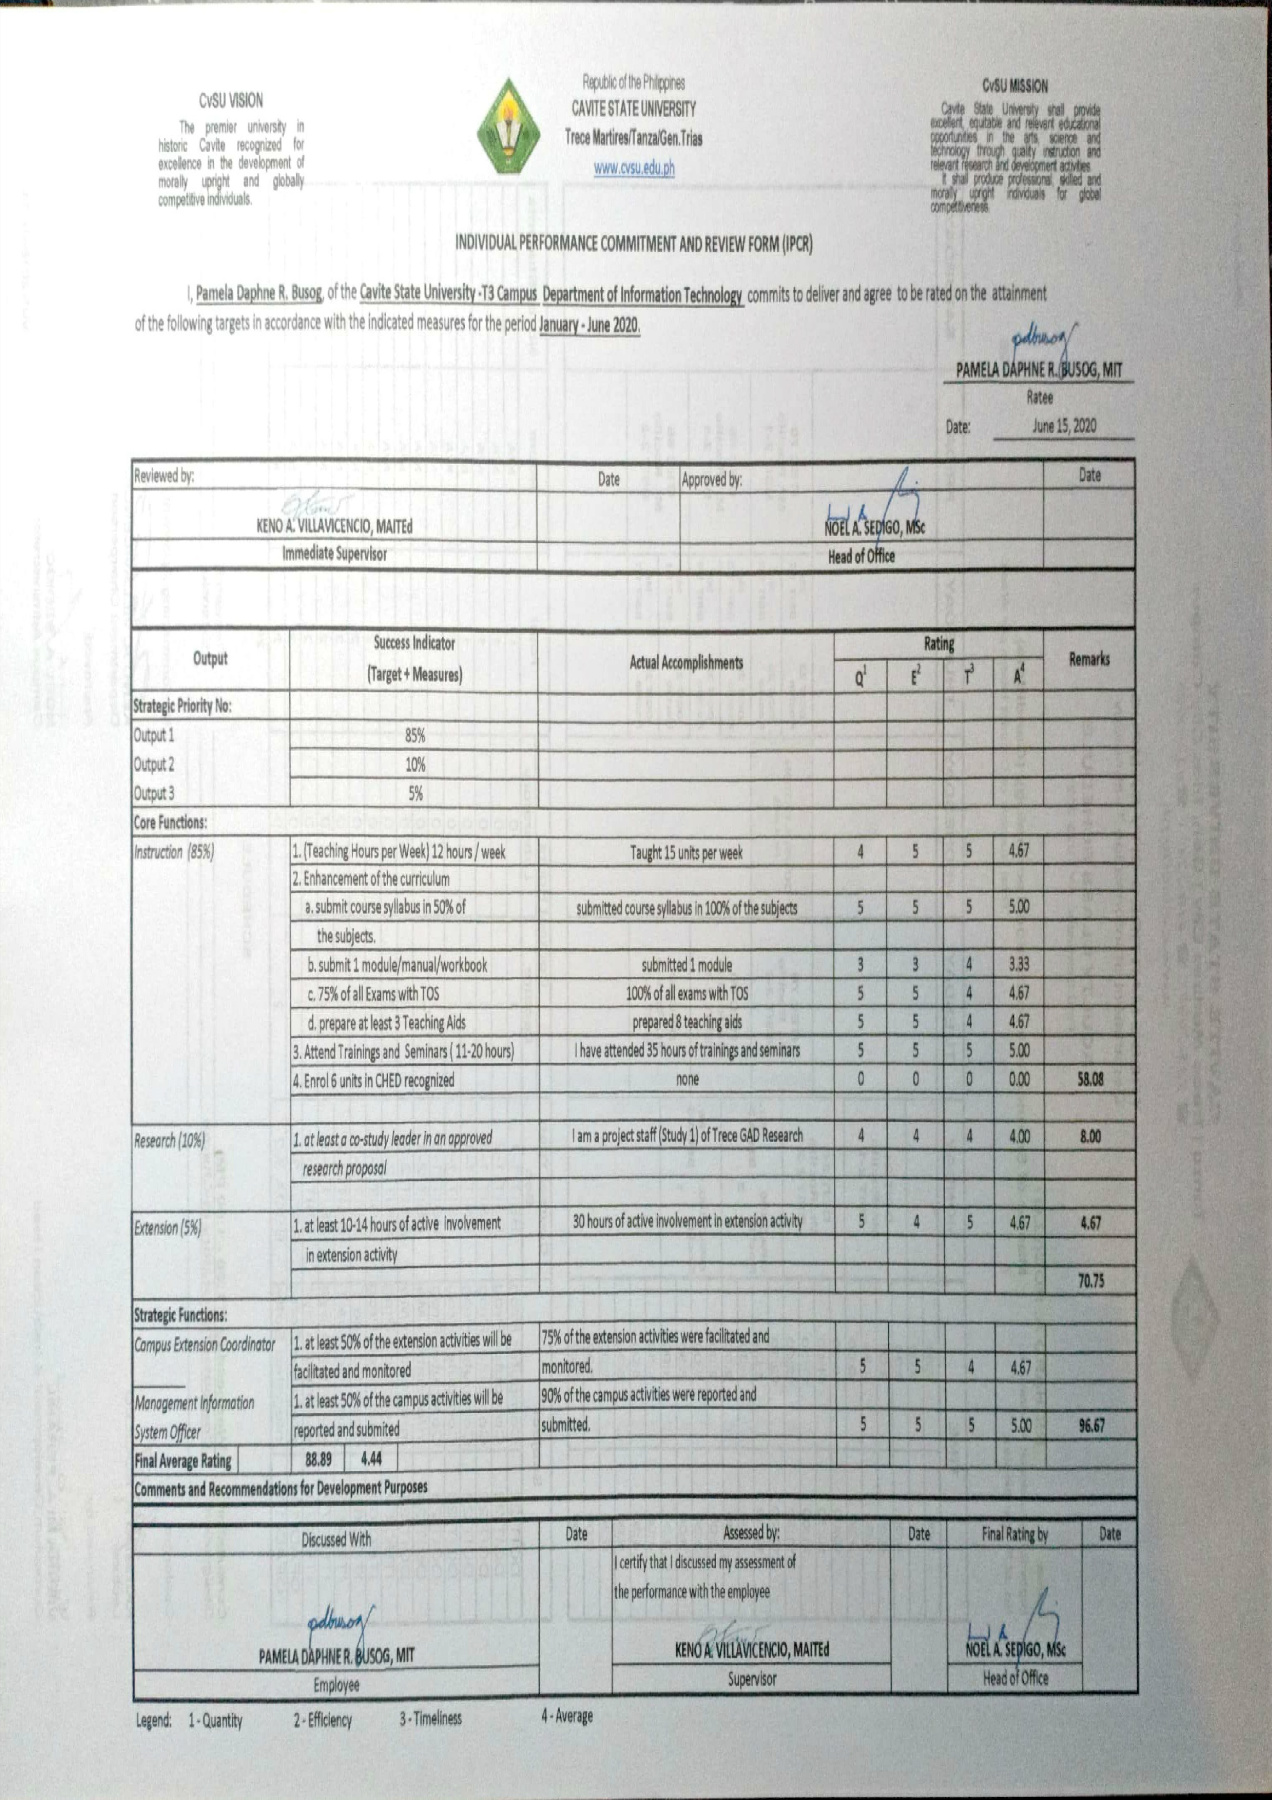 CvSU VISION
The premier university in
historic Cavite recognized for
excellence in the development of
morally upright and globally
competitive individuals.
Republic of the Philippines
CAVITE STATE UNIVERSITY
Trece Martires/Tanza/Gen.Trias
www.cvsu.edu.ph
CvSU MISSION
Cavite State University shall provide
excellent, equitable and relevant educational
opportunities in the arts, science and
technology through quality instruction and
relevant research and development activities.
It shall produce professional, skilled and
morally upright individuals for global
competitiveness.
INDIVIDUAL PERFORMANCE COMMITMENT AND REVIEW FORM (IPCR)
I, Pamela Daphne R. Busog, of the Cavite State University -T3 Campus Department of Information Technology commits to deliver and agree to be rated on the attainment
of the following targets in accordance with the indicated measures for the period January - June 2020.
pdbusog
PAMELA DAPHNE R. BUSOG, MIT
Ratee
Date: June 15, 2020
Reviewed by: Date Approved by: Date
KENO A. VILLAVICENCIO, MAITEd NOEL A. SEDIGO, MSc
Immediate Supervisor Head of Office
Output Success Indicator (Target + Measures) Actual Accomplishments Rating Remarks
Q1 E2 T3 A4
Strategic Priority No:
Output 1 85%
Output 2 10%
Output 3 5%
Core Functions:
Instruction (85%) 1. (Teaching Hours per Week) 12 hours / week Taught 15 units per week 4 5 5 4.67
2. Enhancement of the curriculum
a. submit course syllabus in 50% of submitted course syllabus in 100% of the subjects 5 5 5 5.00
the subjects.
b. submit 1 module/manual/workbook submitted 1 module 3 3 4 3.33
c. 75% of all Exams with TOS 100% of all exams with TOS 5 5 4 4.67
d. prepare at least 3 Teaching Aids prepared 8 teaching aids 5 5 4 4.67
3. Attend Trainings and Seminars ( 11-20 hours) I have attended 35 hours of trainings and seminars 5 5 5 5.00
4. Enrol 6 units in CHED recognized none 0 0 0 0.00 58.08
Research (10%) 1. at least a co-study leader in an approved I am a project staff (Study 1) of Trece GAD Research 4 4 4 4.00 8.00
research proposal
Extension (5%) 1. at least 10-14 hours of active involvement 30 hours of active involvement in extension activity 5 4 5 4.67 4.67
in extension activity
70.75
Strategic Functions:
Campus Extension Coordinator 1. at least 50% of the extension activities will be 75% of the extension activities were facilitated and
facilitated and monitored monitored. 5 5 4 4.67
Management Information 1. at least 50% of the campus activities will be 90% of the campus activities were reported and
System Officer reported and submited submitted. 5 5 5 5.00 96.67
Final Average Rating 88.89 4.44
Comments and Recommendations for Development Purposes
Discussed With Date Assessed by: Date Final Rating by Date
I certify that I discussed my assessment of
the performance with the employee
pdbusog
PAMELA DAPHNE R. BUSOG, MIT KENO A. VILLAVICENCIO, MAITEd NOEL A. SEDIGO, MSc
Employee Supervisor Head of Office
Legend: 1 - Quantity 2 - Efficiency 3 - Timeliness 4 - Average